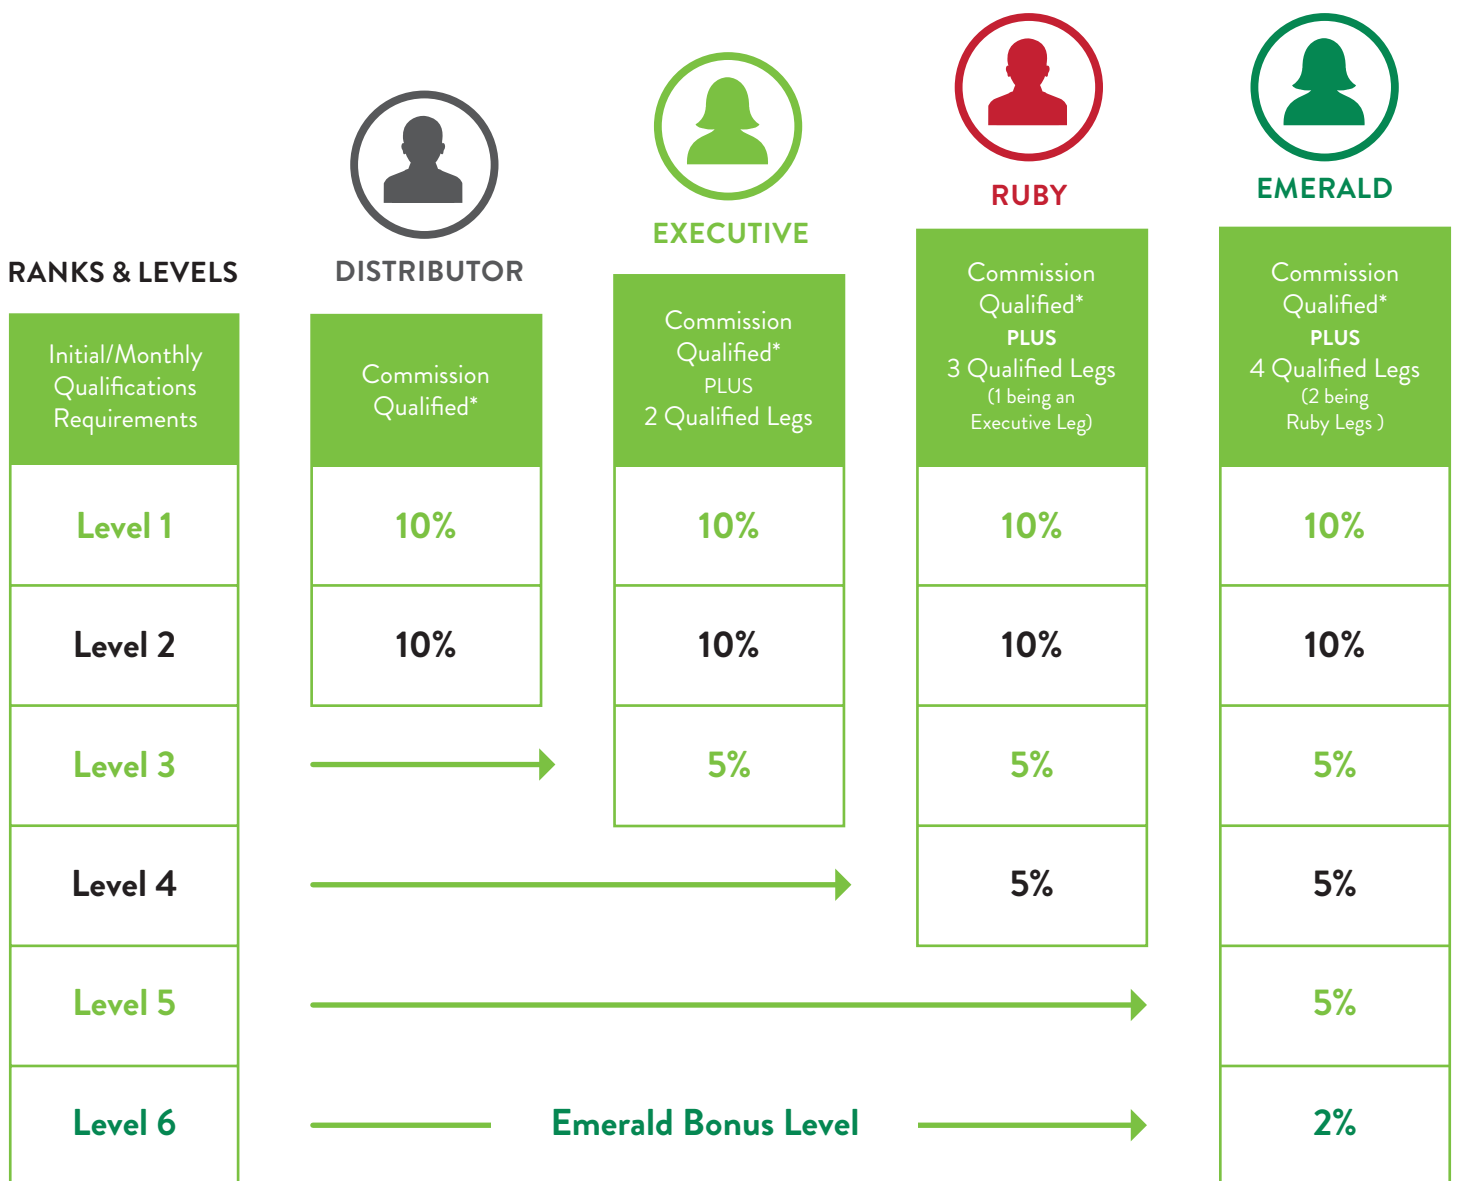 RANKS & LEVELS
DISTRIBUTOR
EXECUTIVE
RUBY
EMERALD
Initial/Monthly
Qualifications
Requirements
Commission
Qualified*
Commission
Qualified*
PLUS
2 Qualified Legs
Commission
Qualified*
PLUS
3 Qualified Legs
(1 being an
Executive Leg)
Commission
Qualified*
PLUS
4 Qualified Legs
(2 being
Ruby Legs )
Level 1 10% 10% 10% 10%
Level 2 10% 10% 10% 10%
Level 3 5% 5% 5%
Level 4 5% 5%
Level 5 5%
Level 6 Emerald Bonus Level 2%